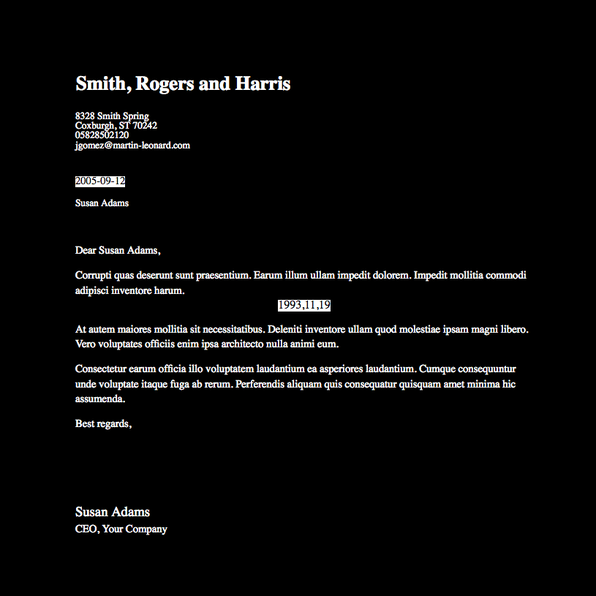 Smith, Rogers and Harris
8328 Smith Spring
Coxburgh, ST 70242
05828502120
jgomez@martin-leonard.com
2005-09-12
Susan Adams
Dear Susan Adams,
Corrupti quas deserunt sunt praesentium. Earum illum ullam impedit dolorem. Impedit mollitia commodi
adipisci inventore harum.
1993,11,19
At autem maiores mollitia sit necessitatibus. Deleniti inventore ullam quod molestiae ipsam magni libero.
Vero voluptates officiis enim ipsa architecto nulla animi eum.
Consectetur earum officia illo voluptatem laudantium ea asperiores laudantium. Cumque consequuntur
unde voluptate itaque fuga ab rerum. Perferendis aliquam quis consequatur quisquam amet minima hic
assumenda.
Best regards,
Susan Adams
CEO, Your Company